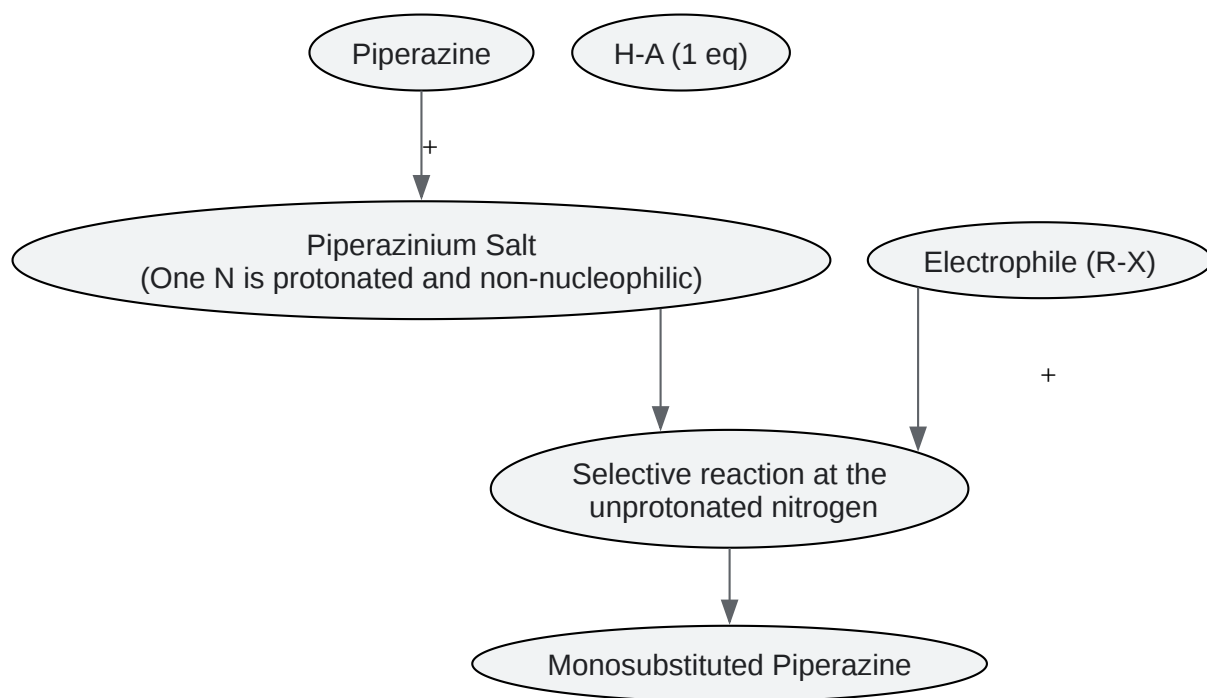 Piperazine
H-A (1 eq)
+
Piperazinium Salt
(One N is protonated and non-nucleophilic)
Electrophile (R-X)
+
Selective reaction at the
unprotonated nitrogen
Monosubstituted Piperazine